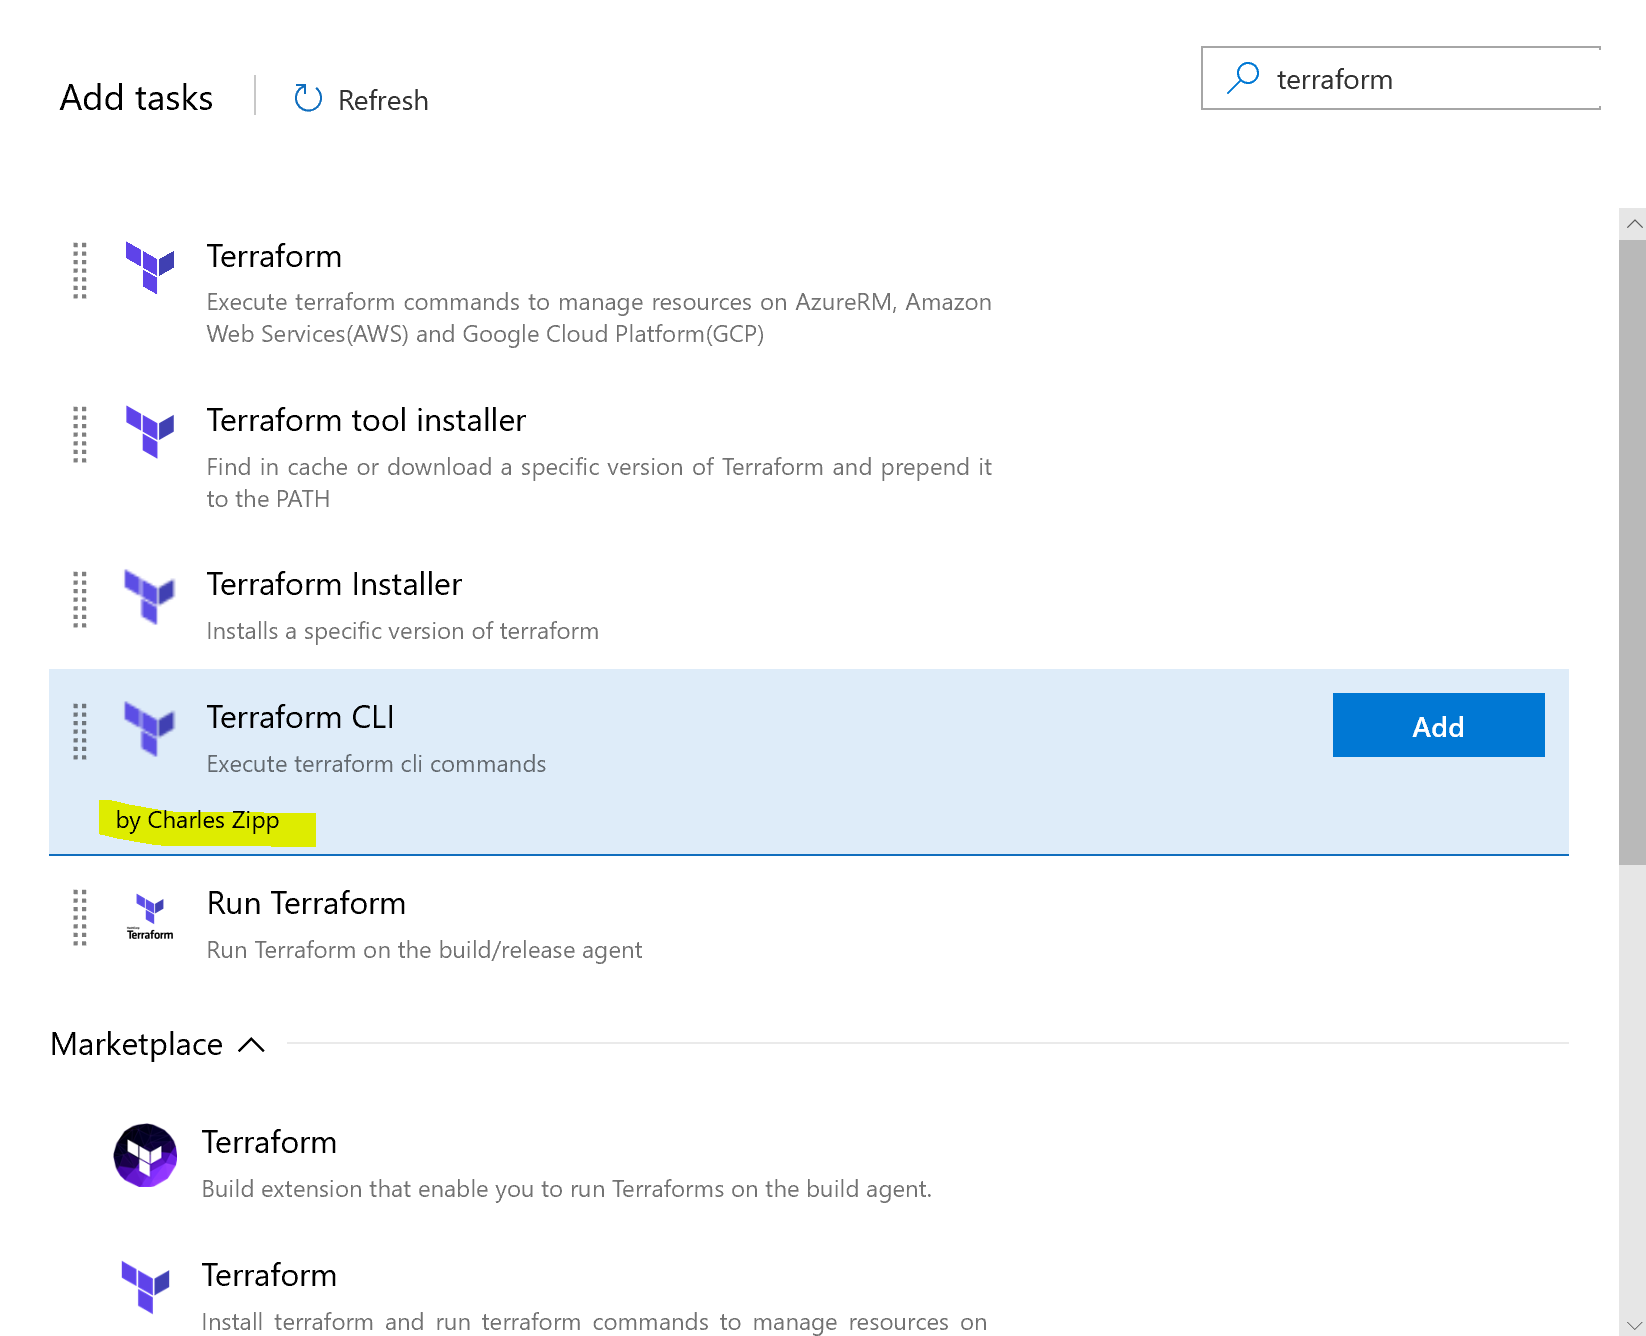 Add tasks
Refresh
terraform
Terraform
Execute terraform commands to manage resources on AzureRM, Amazon
Web Services(AWS) and Google Cloud Platform(GCP)
Terraform tool installer
Find in cache or download a specific version of Terraform and prepend it
to the PATH
Terraform Installer
Installs a specific version of terraform
Terraform CLI
Add
Execute terraform cli commands
by Charles Zipp
Run Terraform
Terraform
Run Terraform on the build/release agent
Marketplace
Terraform
Build extension that enable you to run Terraforms on the build agent.
Terraform
Install terraform and run terraform commands to manage resources on